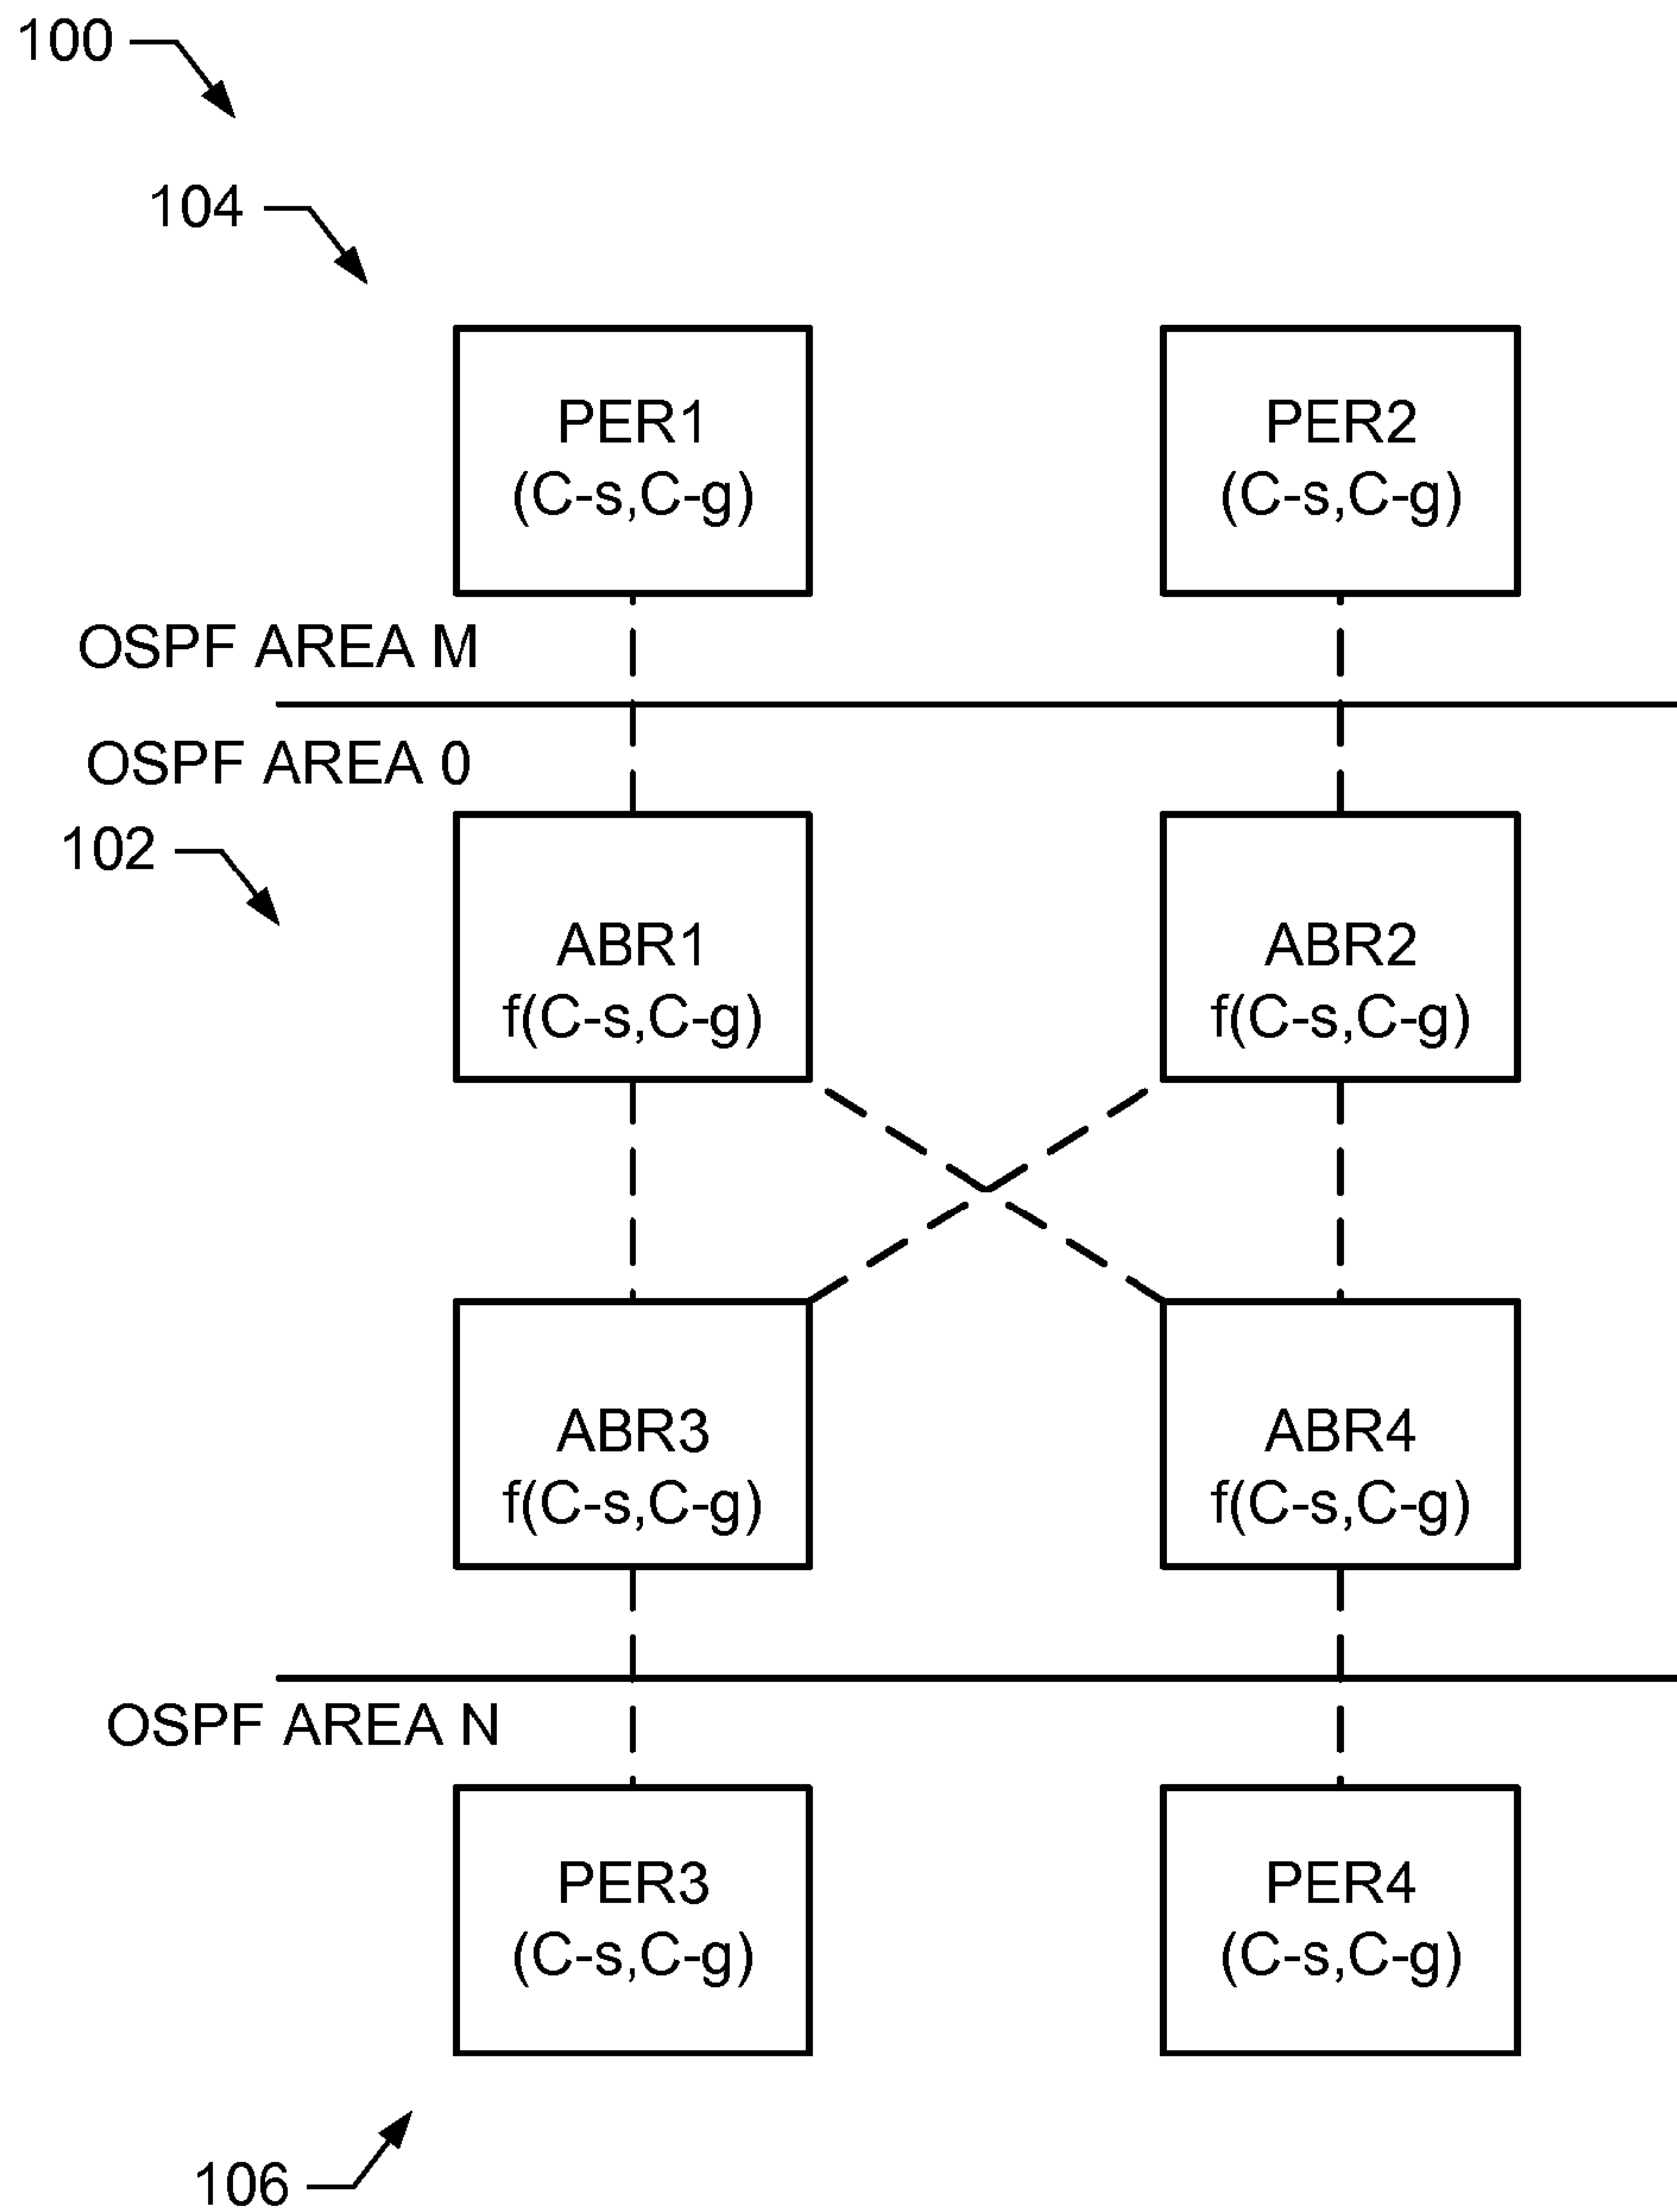 100
104
PER1
(C-s,C-g)
PER2
(C-s,C-g)
OSPF AREA M
OSPF AREA 0
102
ABR1
f(C-s,C-g)
ABR2
f(C-s,C-g)
ABR3
f(C-s,C-g)
ABR4
f(C-s,C-g)
OSPF AREA N
PER3
(C-s,C-g)
PER4
(C-s,C-g)
106